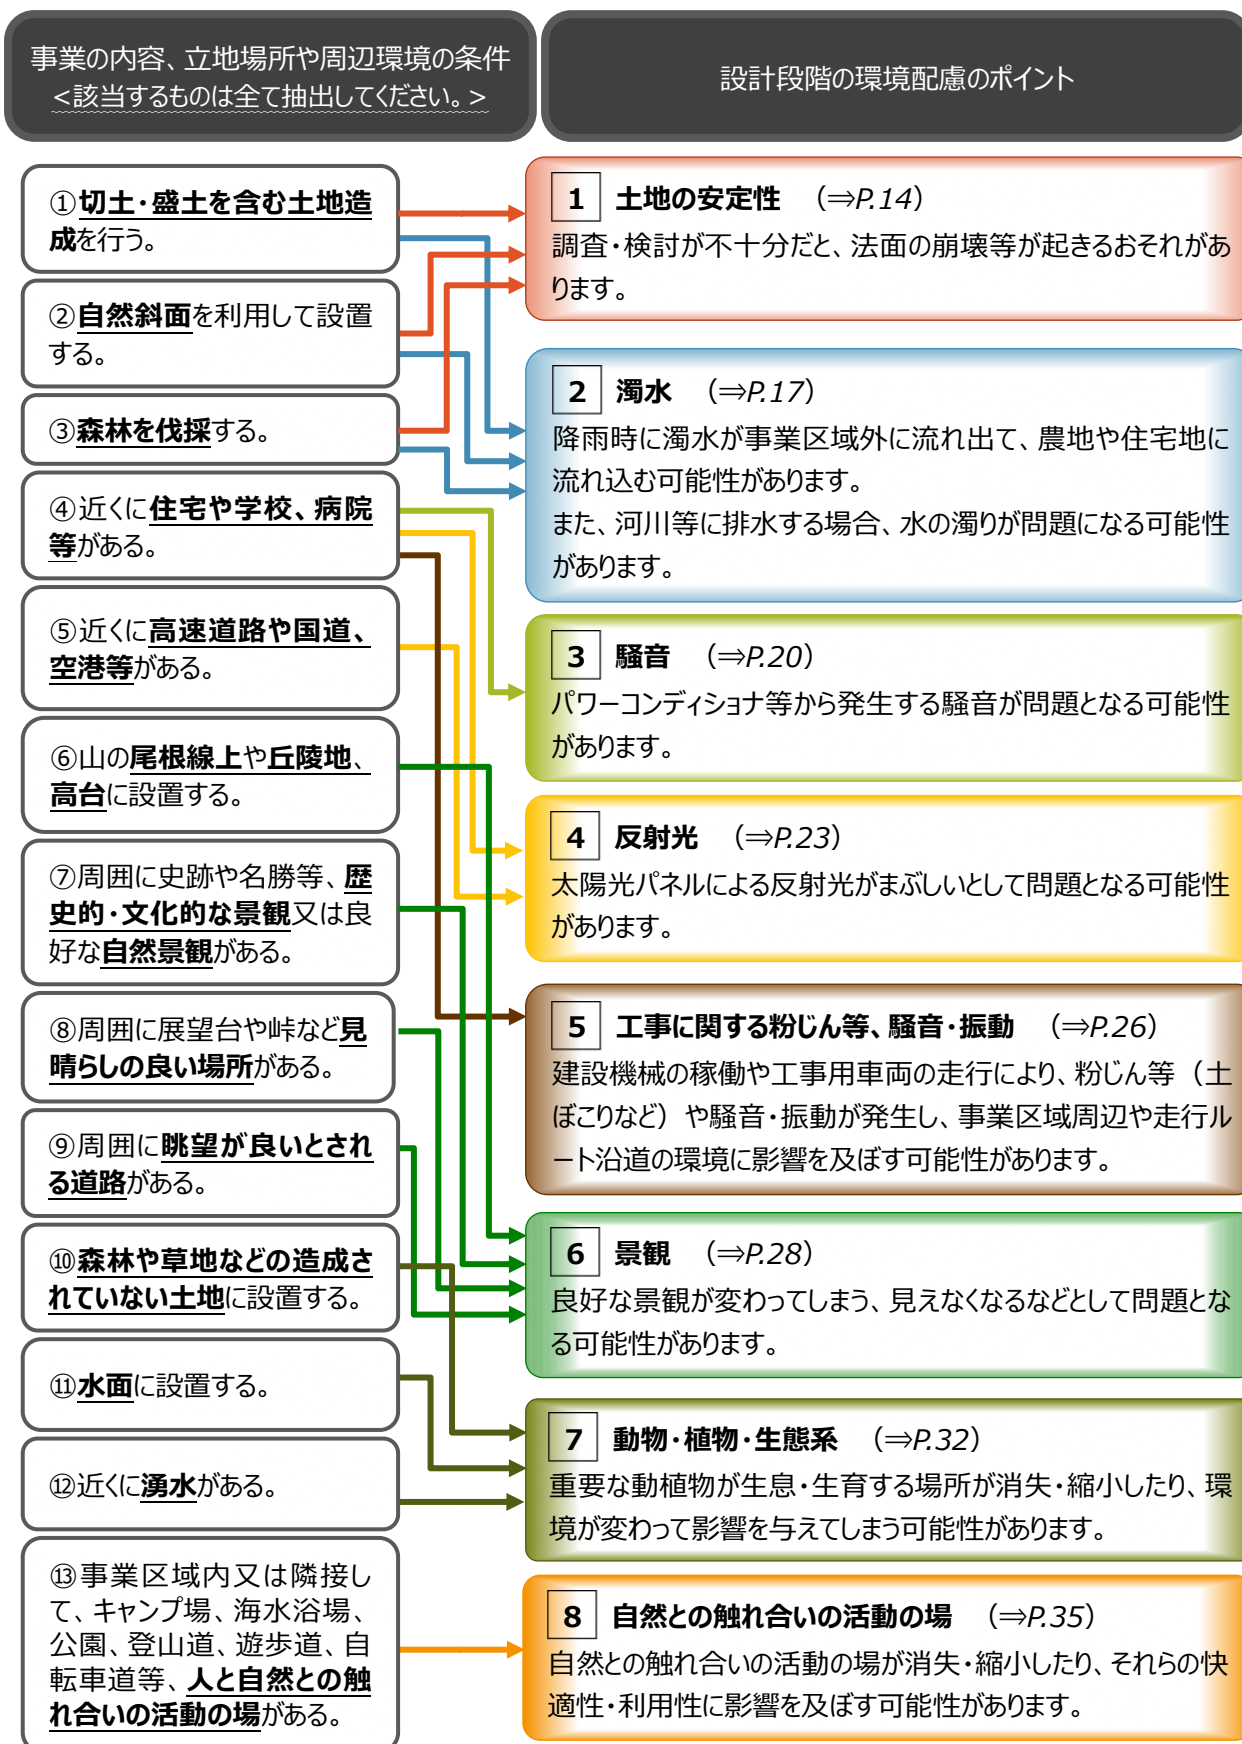 事業の内容、立地場所や周辺環境の条件
<該当するものは全て抽出してください。>
設計段階の環境配慮のポイント
①切土・盛土を含む土地造
成を行う。
②自然斜面を利用して設置
する。
③森林を伐採する。
④近くに住宅や学校、病院
等がある。
⑤近くに高速道路や国道、
空港等がある。
⑥山の尾根線上や丘陵地、
高台に設置する。
⑦周囲に史跡や名勝等、歴
史的・文化的な景観又は良
好な自然景観がある。
⑧周囲に展望台や峠など見
晴らしの良い場所がある。
⑨周囲に眺望が良いとされ
る道路がある。
⑩森林や草地などの造成さ
れていない土地に設置する。
⑪水面に設置する。
⑫近くに湧水がある。
⑬事業区域内又は隣接し
て、キャンプ場、海水浴場、
公園、登山道、遊歩道、自
転車道等、人と自然との触
れ合いの活動の場がある。
1 土地の安定性 (⇒P.14)
調査・検討が不十分だと、法面の崩壊等が起きるおそれがあ
ります。
2 濁水 (⇒P.17)
降雨時に濁水が事業区域外に流れ出て、農地や住宅地に
流れ込む可能性があります。
また、河川等に排水する場合、水の濁りが問題になる可能性
があります。
3 騒音 (⇒P.20)
パワーコンディショナ等から発生する騒音が問題となる可能性
があります。
4 反射光 (⇒P.23)
太陽光パネルによる反射光がまぶしいとして問題となる可能性
があります。
5 工事に関する粉じん等、騒音・振動 (⇒P.26)
建設機械の稼働や工事用車両の走行により、粉じん等（土
ぼこりなど）や騒音・振動が発生し、事業区域周辺や走行ル
ート沿道の環境に影響を及ぼす可能性があります。
6 景観 (⇒P.28)
良好な景観が変わってしまう、見えなくなるなどとして問題とな
る可能性があります。
7 動物・植物・生態系 (⇒P.32)
重要な動植物が生息・生育する場所が消失・縮小したり、環
境が変わって影響を与えてしまう可能性があります。
8 自然との触れ合いの活動の場 (⇒P.35)
自然との触れ合いの活動の場が消失・縮小したり、それらの快
適性・利用性に影響を及ぼす可能性があります。